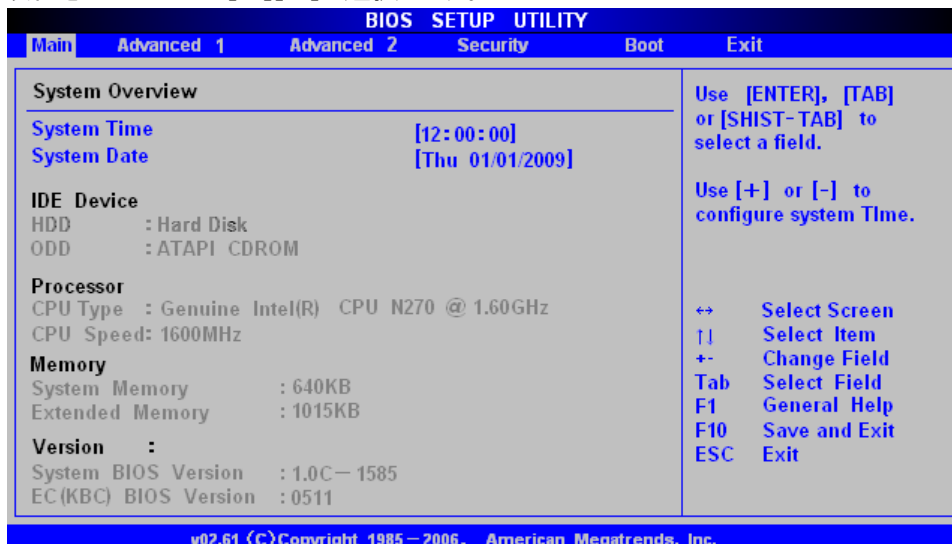 BIOS SETUP UTILITY
Main Advanced 1 Advanced 2 Security Boot Exit
System Overview
System Time [12:00:00]
System Date [Thu 01/01/2009]
IDE Device
HDD : Hard Disk
ODD : ATAPI CDROM
Processor
CPU Type : Genuine Intel(R) CPU N270 @ 1.60GHz
CPU Speed: 1600MHz
Memory
System Memory : 640KB
Extended Memory : 1015KB
Version :
System BIOS Version : 1.0C－1585
EC(KBC) BIOS Version : 0511
Use [ENTER], [TAB]
or [SHIST-TAB] to
select a field.
Use [+] or [-] to
configure system TIme.
↔ Select Screen
↑↓ Select Item
+- Change Field
Tab Select Field
F1 General Help
F10 Save and Exit
ESC Exit
v02.61 (C)Copyright 1985－2006, American Megatrends, Inc.